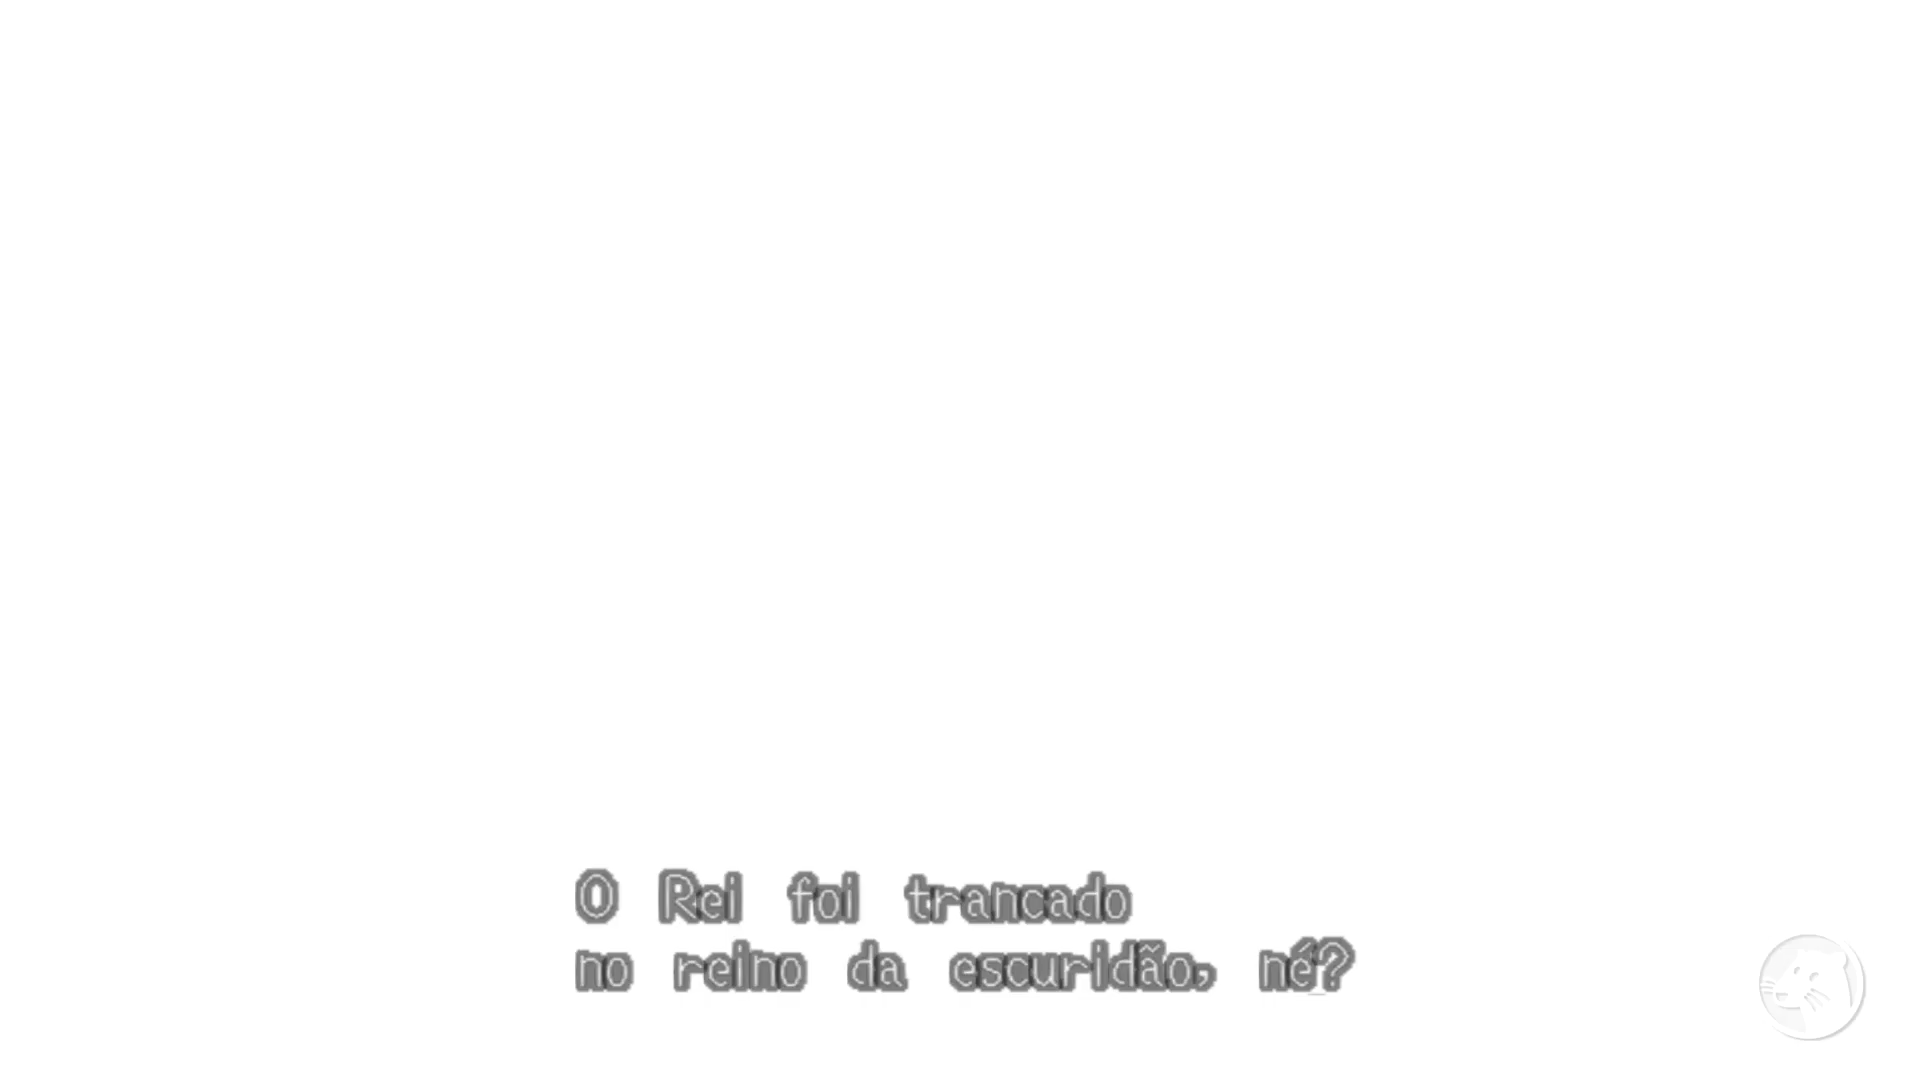 O Rei foi trancado
no reino da escuridão, né?